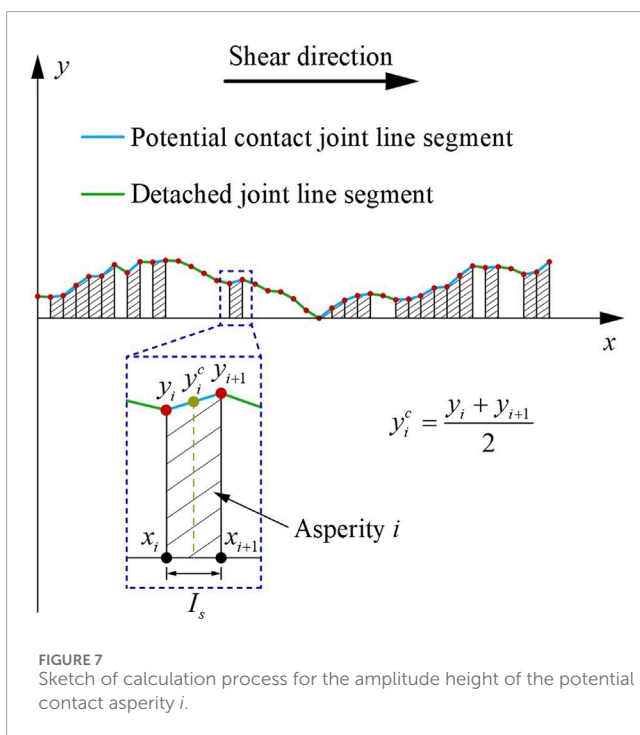 y
Shear direction
Potential contact joint line segment
Detached joint line segment
x
y_i y_i^c y_{i+1}
y_i^c = \frac{y_i + y_{i+1}}{2}
Asperity i
x_i x_{i+1}
I_s
FIGURE 7
Sketch of calculation process for the amplitude height of the potential
contact asperity i.